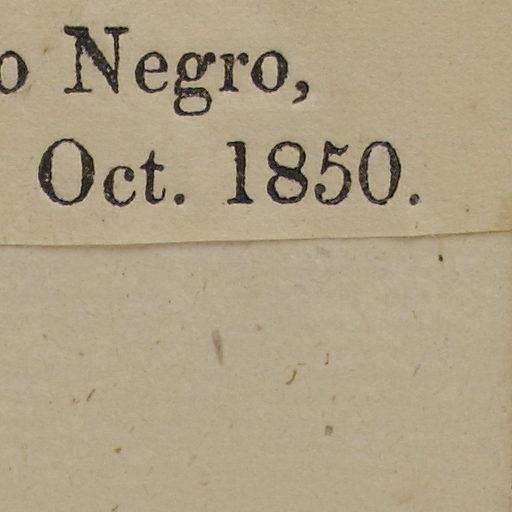 o Negro,
Oct. 1850.